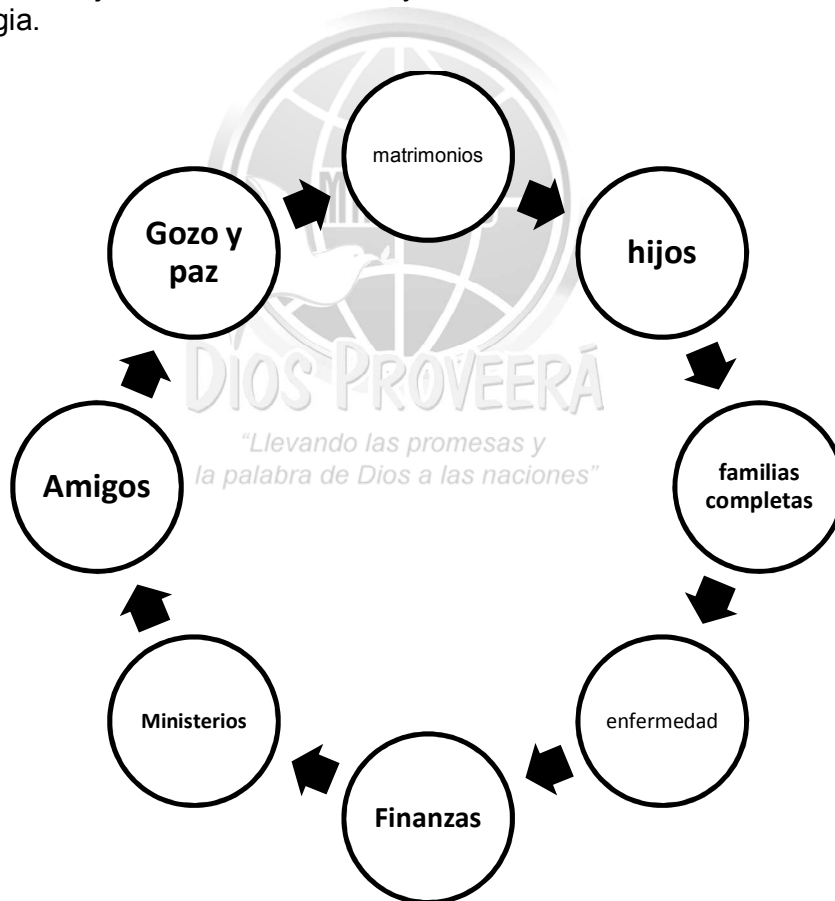 gia.
matrimonios
hijos
familias
completas
enfermedad
Finanzas
Ministerios
Amigos
Gozo y
paz
DIOS PROVEERÁ
“Llevando las promesas y
la palabra de Dios a las naciones”